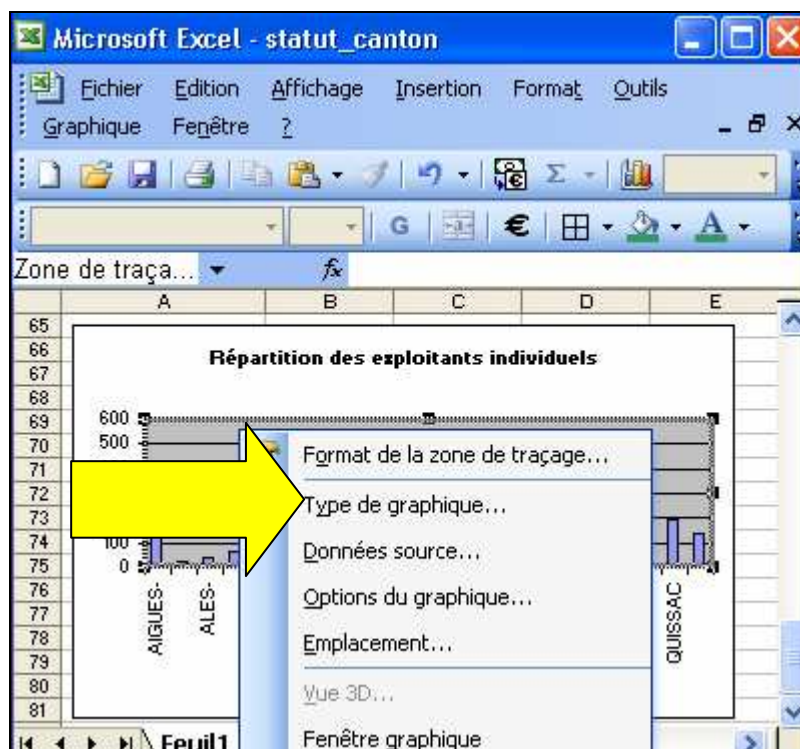 Microsoft Excel - statut_canton
Fichier Edition Affichage Insertion Format Outils
Graphique Fenêtre ?
Σ
G -a- € A
Zone de traça... fx
A B C D E
65
66
67
68
69
70
71
72
73
74
75
76
77
78
79
80
81
Répartition des exploitants individuels
600
500
100
0
AIGUES-
ALES-
QUISSAC
Format de la zone de traçage...
Type de graphique...
Données source...
Options du graphique...
Emplacement...
Vue 3D...
Fenêtre graphique
Feuil1